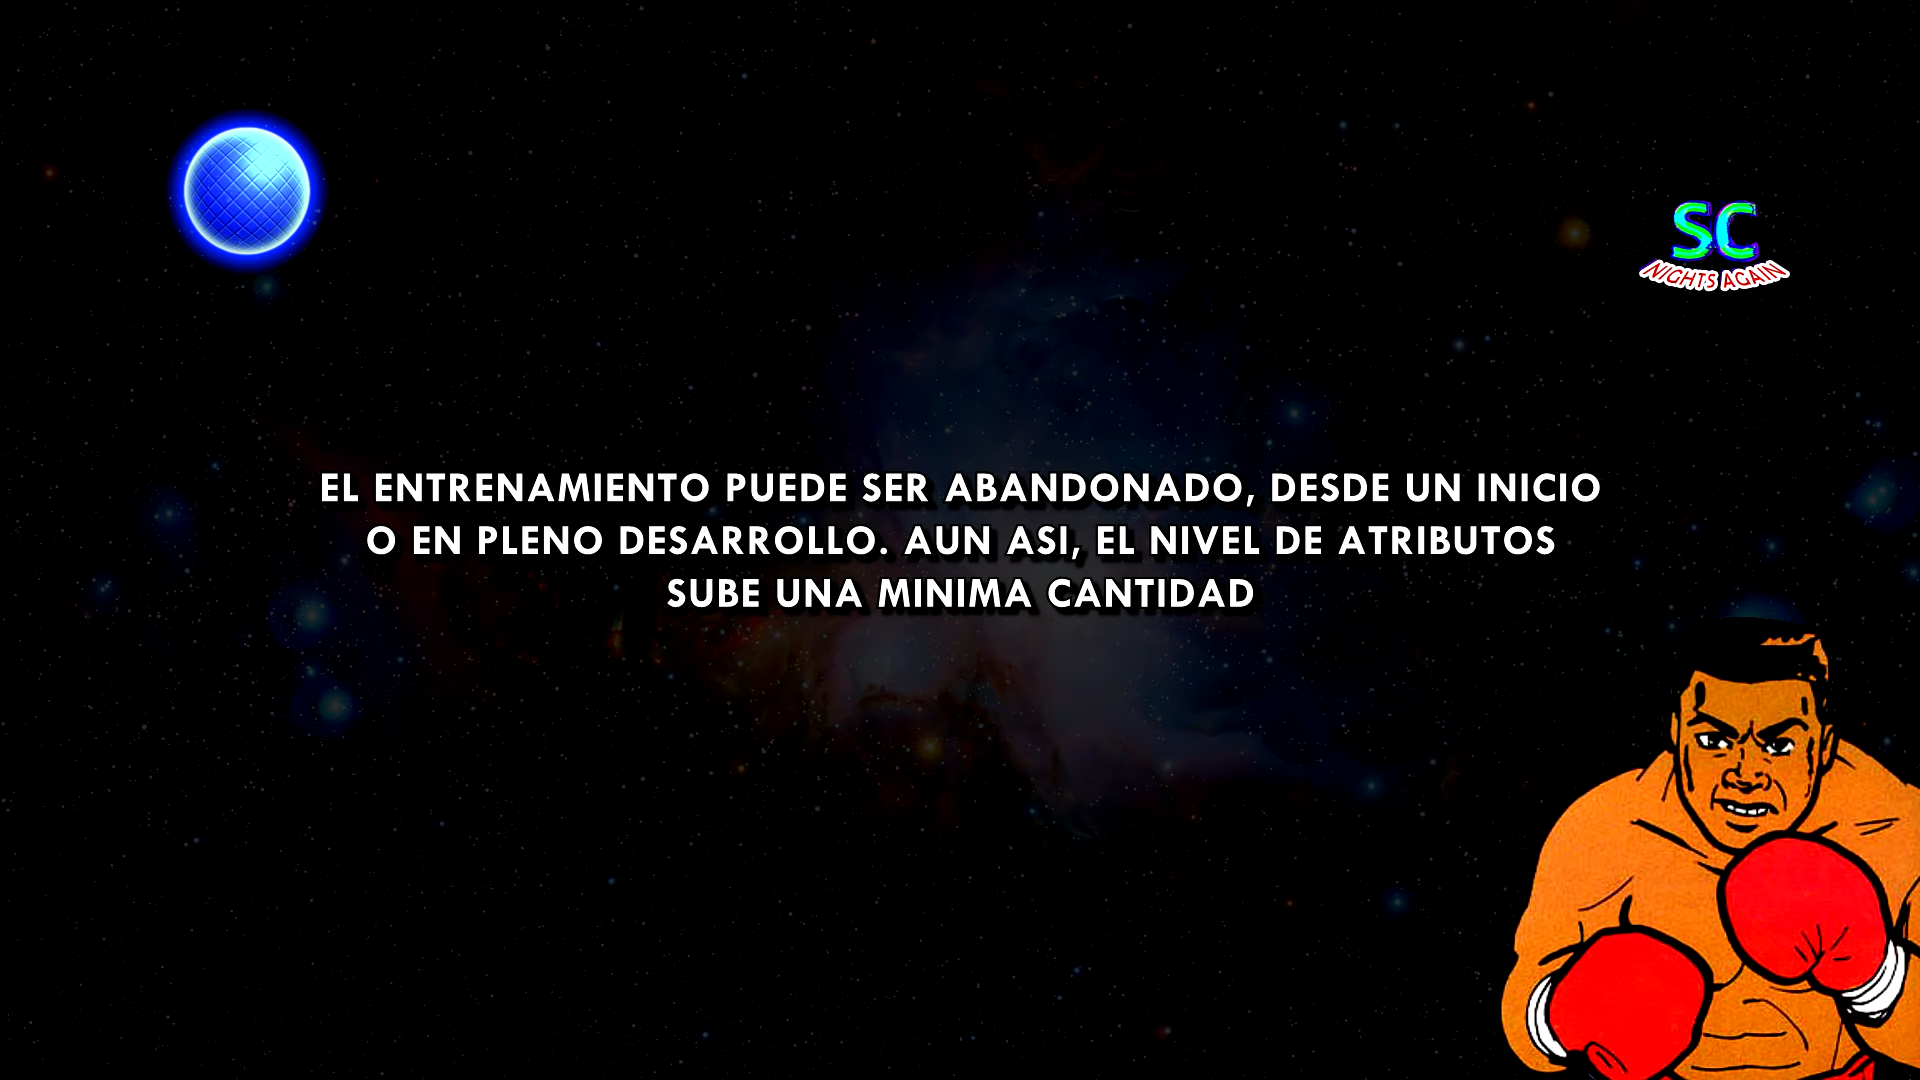 SC
NIGHTS AGAIN
EL ENTRENAMIENTO PUEDE SER ABANDONADO, DESDE UN INICIO
O EN PLENO DESARROLLO. AUN ASI, EL NIVEL DE ATRIBUTOS
SUBE UNA MINIMA CANTIDAD